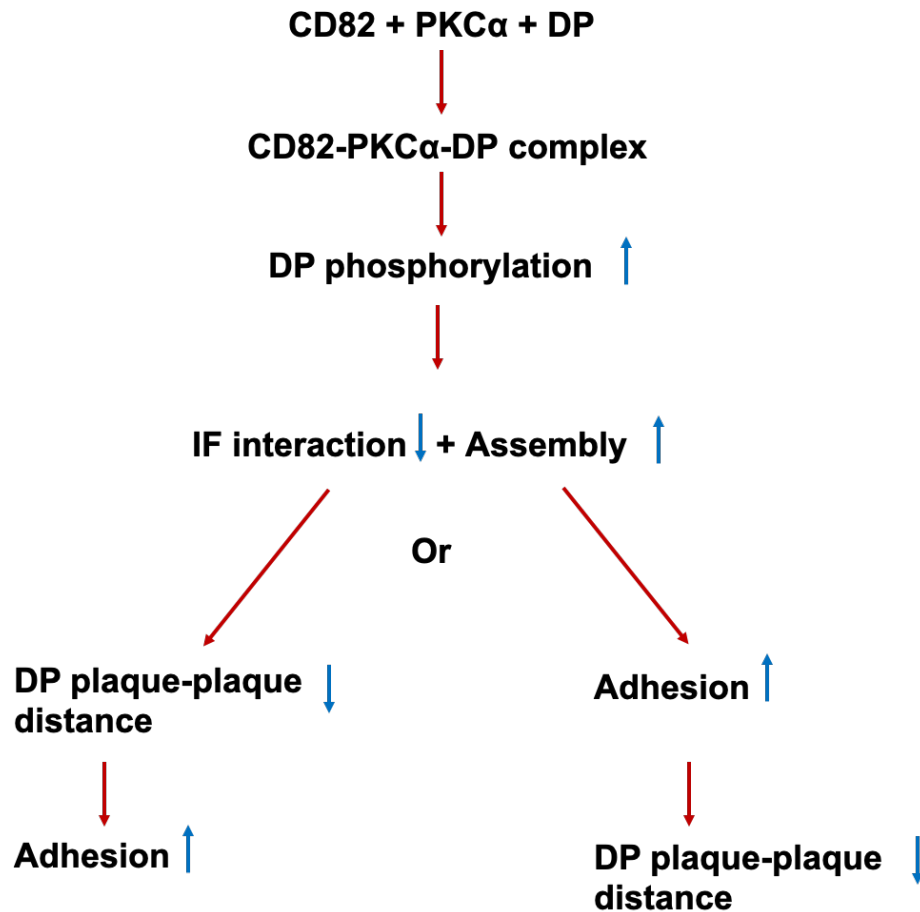 CD82 + PKCα + DP
CD82-PKCα-DP complex
DP phosphorylation
IF interaction + Assembly
Or
DP plaque-plaque
distance
Adhesion
Adhesion
DP plaque-plaque
distance